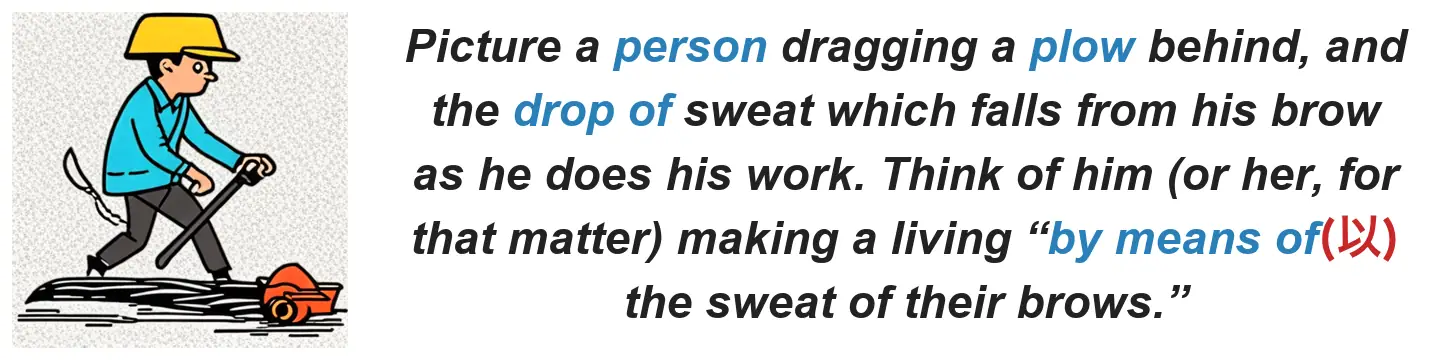 Picture a person dragging a plow behind, and
the drop of sweat which falls from his brow
as he does his work. Think of him (or her, for
that matter) making a living “by means of(以)
the sweat of their brows.”